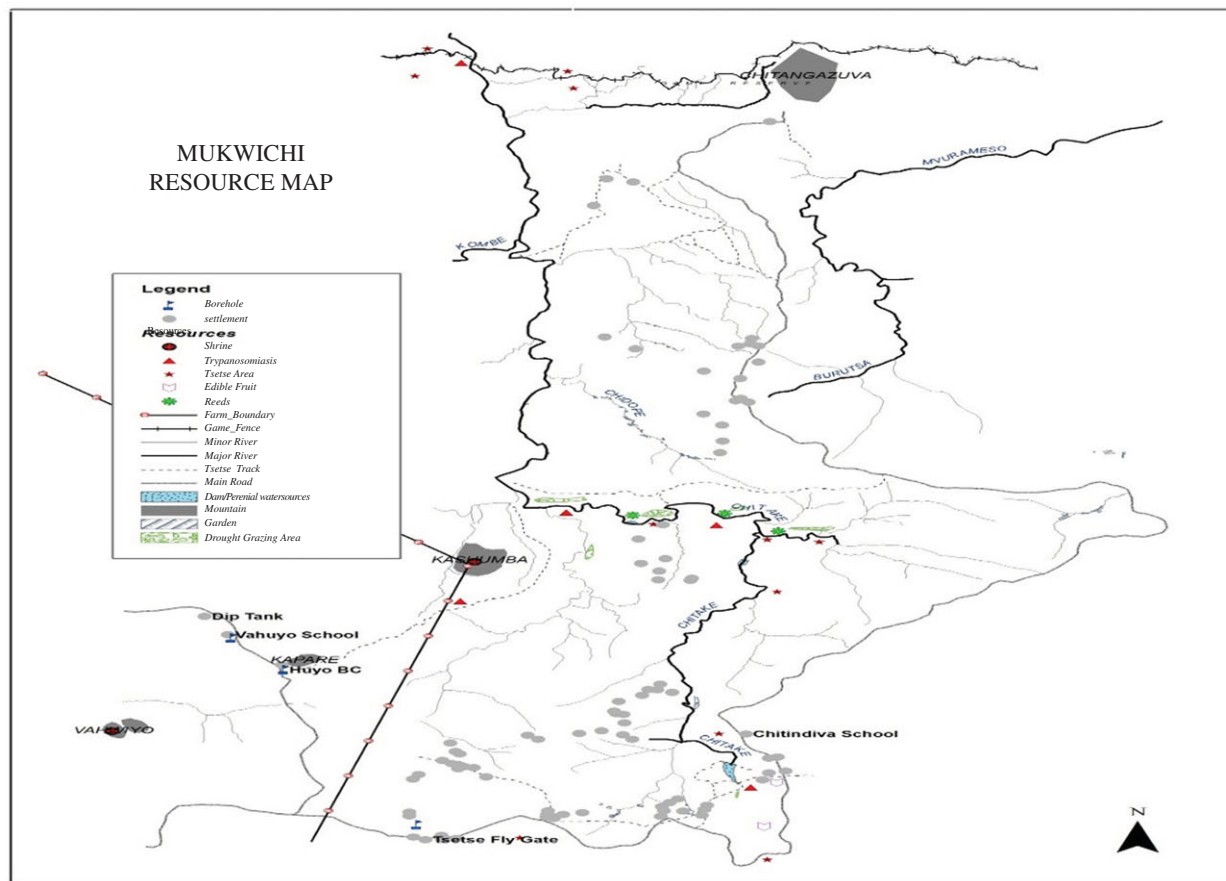 CHITANGAZUVA
MUKWICHI
RESOURCE MAP
MVURAMESO
KOMBE
Legend
Borehole
settlement
Resources
Resources
Shrine
Trypanosomiasis
Tsetse Area
Edible Fruit
Reeds
Farm_Boundary
Game_Fence
Minor River
Major River
Tsetse Track
Main Road
Dam/Perenial watersources
Mountain
Garden
Drought Grazing Area
BURUTSA
CHIDOPE
CHITAKE
KASHUMBA
CHITAKE
Dip Tank
Vahuyo School
KAPARE
Huyo BC
CHITAKE
Chitindiva School
Tsetse Fly Gate
N